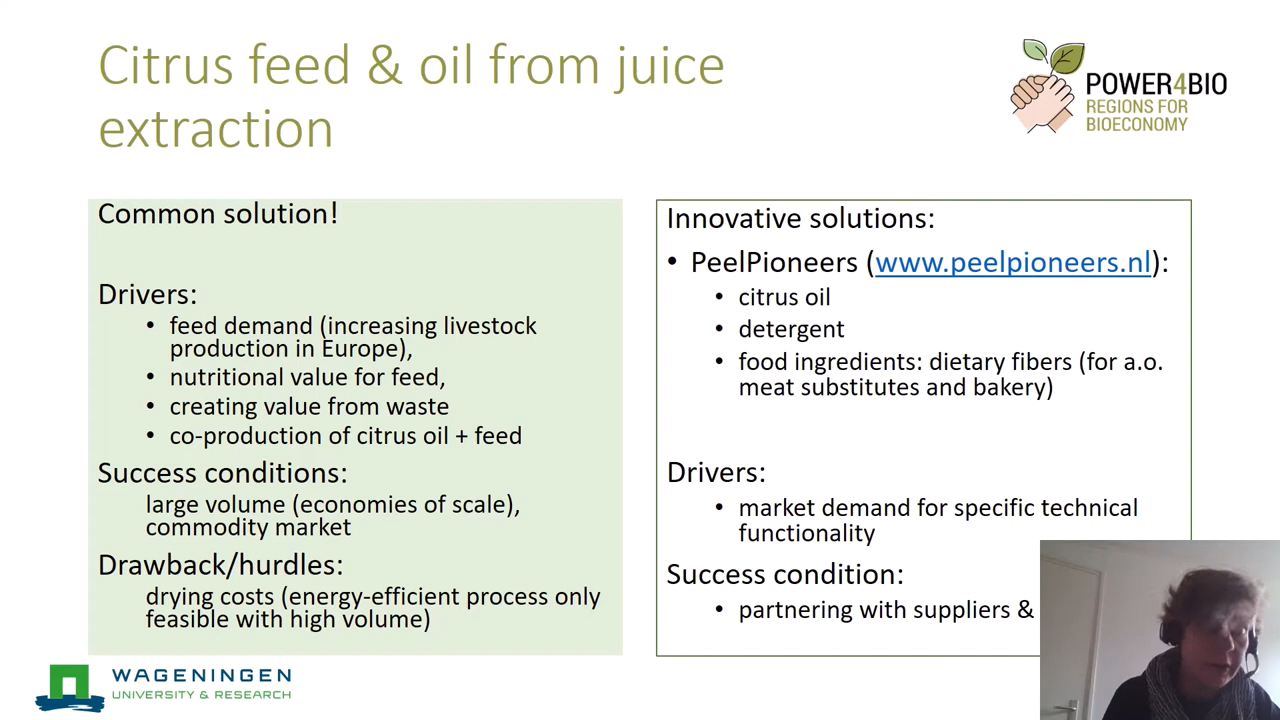 Citrus feed & oil from juice
extraction
POWER4BIO
REGIONS FOR
BIOECONOMY
Common solution!
Drivers:
• feed demand (increasing livestock
production in Europe),
• nutritional value for feed,
• creating value from waste
• co-production of citrus oil + feed
Success conditions:
large volume (economies of scale),
commodity market
Drawback/hurdles:
drying costs (energy-efficient process only
feasible with high volume)
Innovative solutions:
• PeelPioneers (www.peelpioneers.nl):
• citrus oil
• detergent
• food ingredients: dietary fibers (for a.o.
meat substitutes and bakery)
Drivers:
• market demand for specific technical
functionality
Success condition:
• partnering with suppliers &
WAGENINGEN
UNIVERSITY & RESEARCH